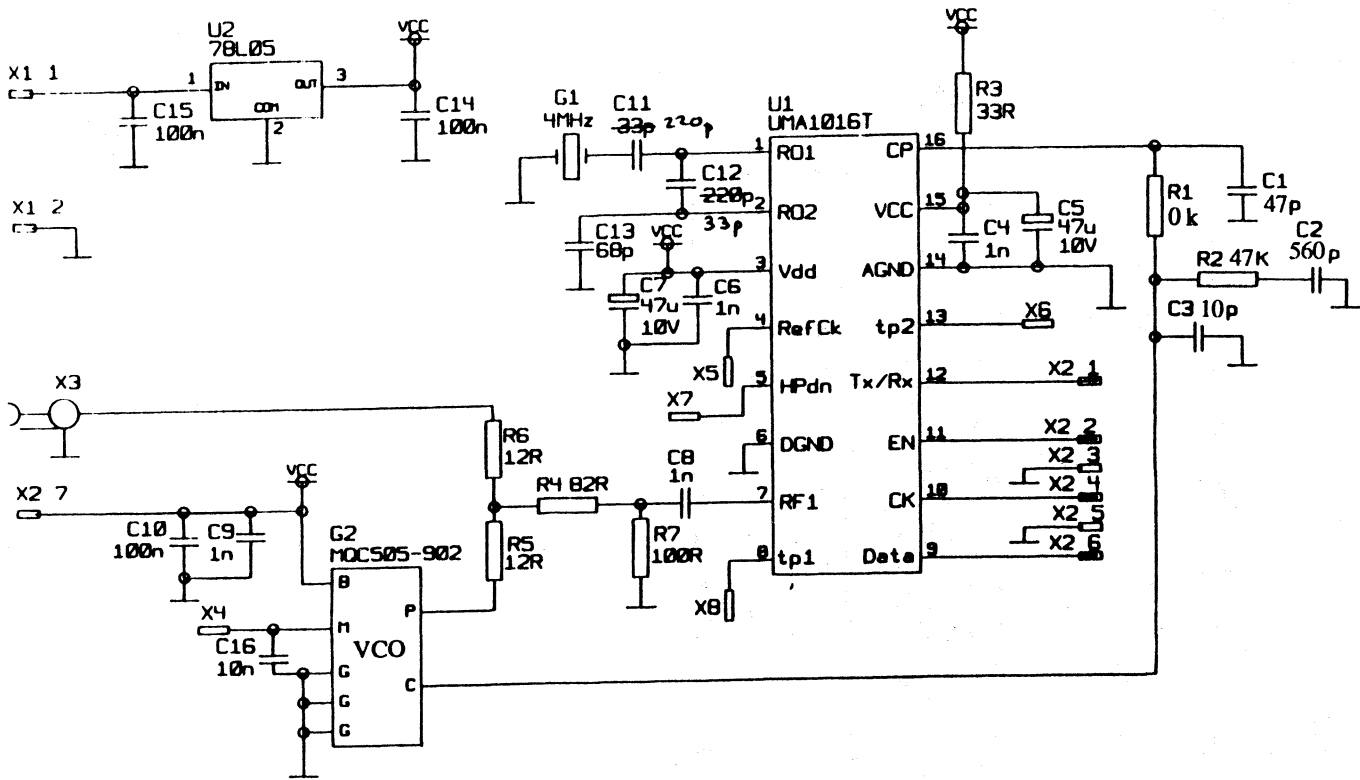 U2
78L05
VCC
X1 1
1
IN
OUT
3
COM
2
C15
100n
C14
100n
X1 2
G1
4MHz
C11
33p 220p
C12
220p
33p
C13
68p
VCC
C7
47u
10V
C6
1n
X5
X7
U1
UMA1016T
1 RO1
2 RO2
3 Vdd
4 RefCk
5 HPdn
6 DGND
7 RF1
8 tp1
CP 16
VCC 15
AGND 14
tp2 13
Tx/Rx 12
EN 11
CK 10
Data 9
VCC
R3
33R
C4
1n
C5
47u
10V
R1
0k
C1
47p
C2
560p
R2 47K
C3 10p
X6
X2 1
X2 2
X2 3
X2 4
X2 5
X2 6
X3
R6
12R
R5
12R
R4 82R
C8
1n
R7
100R
X8
X2 7
VCC
C10
100n
C9
1n
G2
MQC505-902
B
M
G
G
G
P
C
VCO
X4
C16
10n